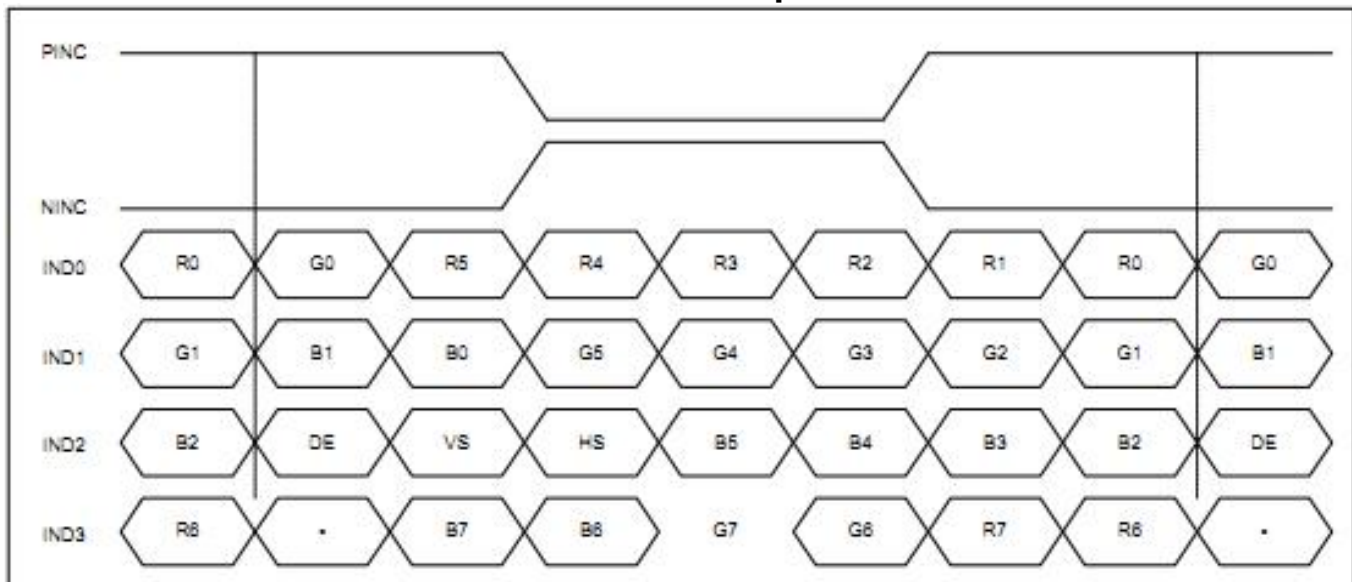 PINC
NINC
IND0 R0 G0 R5 R4 R3 R2 R1 R0 G0
IND1 G1 B1 B0 G5 G4 G3 G2 G1 B1
IND2 B2 DE VS HS B5 B4 B3 B2 DE
IND3 R6 - B7 B6 G7 G6 R7 R6 -